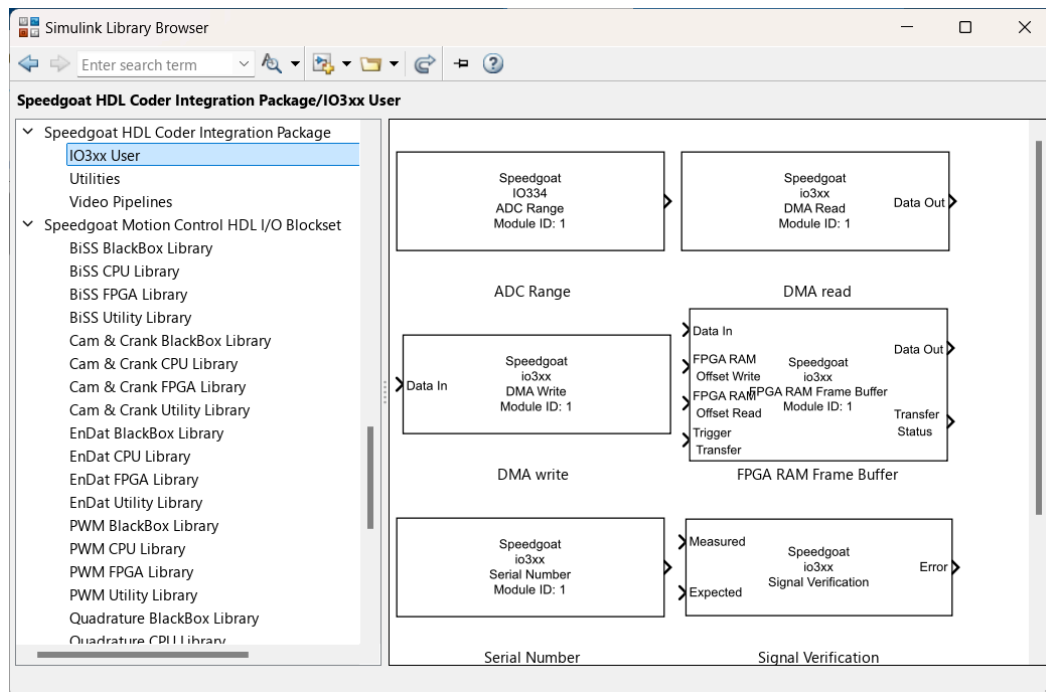 Simulink Library Browser
Enter search term
Speedgoat HDL Coder Integration Package/IO3xx User
Speedgoat HDL Coder Integration Package
IO3xx User
Utilities
Video Pipelines
Speedgoat Motion Control HDL I/O Blockset
BiSS BlackBox Library
BiSS CPU Library
BiSS FPGA Library
BiSS Utility Library
Cam & Crank BlackBox Library
Cam & Crank CPU Library
Cam & Crank FPGA Library
Cam & Crank Utility Library
EnDat BlackBox Library
EnDat CPU Library
EnDat FPGA Library
EnDat Utility Library
PWM BlackBox Library
PWM CPU Library
PWM FPGA Library
PWM Utility Library
Quadrature BlackBox Library
Quadrature CPU Library
Speedgoat
IO334
ADC Range
Module ID: 1
ADC Range
Speedgoat
io3xx
DMA Read
Module ID: 1
Data Out
DMA read
Data In
Speedgoat
io3xx
DMA Write
Module ID: 1
DMA write
Data In
FPGA RAM
Offset Write
FPGA RAM
Offset Read
Trigger
Transfer
Speedgoat
io3xx
FPGA RAM Frame Buffer
Module ID: 1
Data Out
Transfer
Status
FPGA RAM Frame Buffer
Speedgoat
io3xx
Serial Number
Module ID: 1
Serial Number
Measured
Expected
Speedgoat
io3xx
Signal Verification
Error
Signal Verification